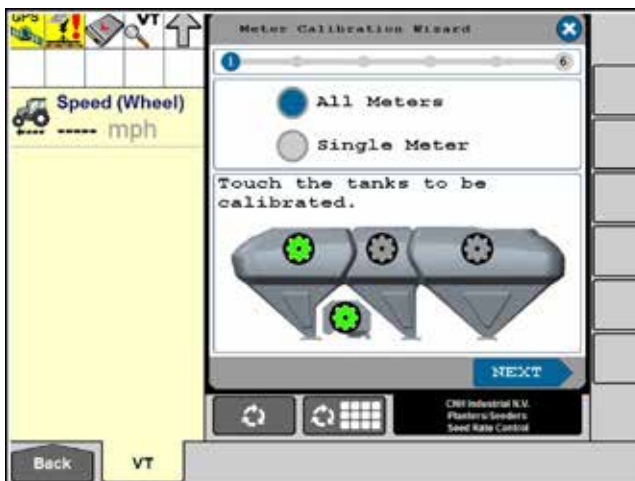 GPS
VT
Meter Calibration Wizard
1
6
Speed (Wheel)
----- mph
All Meters
Single Meter
Touch the tanks to be
calibrated.
NEXT
CNH Industrial N.V.
Planters/Seeders
Seed Rate Control
Back
VT